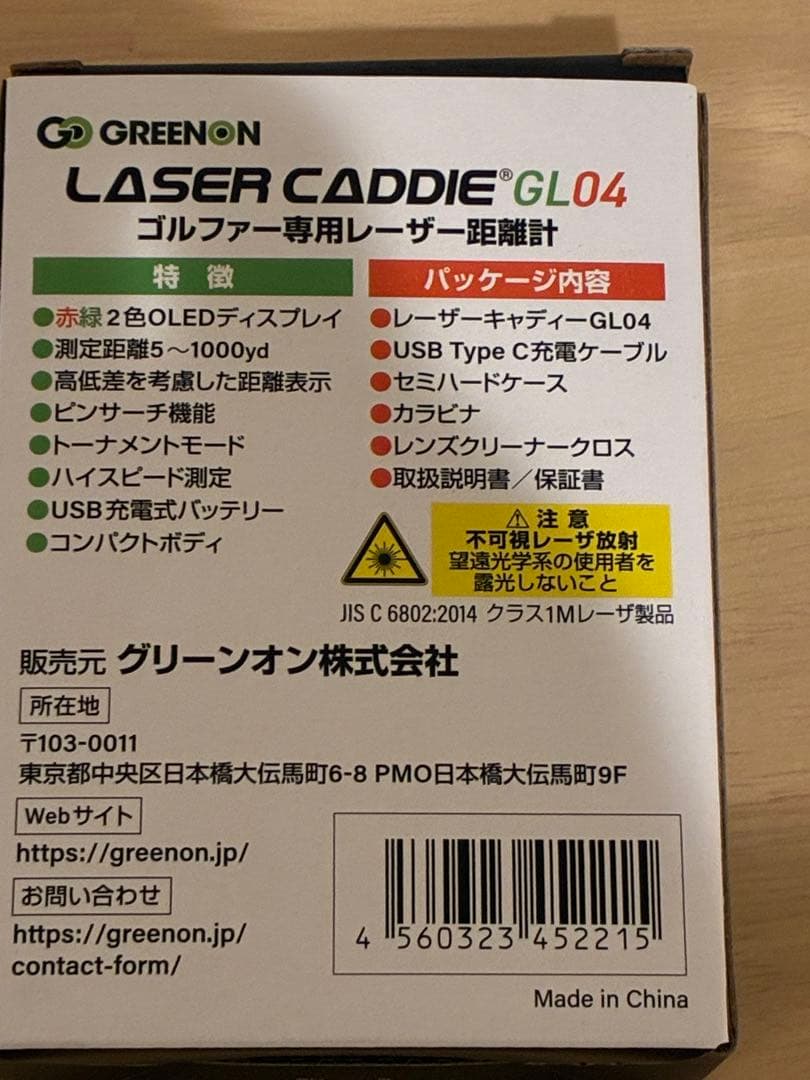 GREENON
LASER CADDIE® GL04
ゴルファー専用レーザー距離計
特 徴
●赤緑2色OLEDディスプレイ
●測定距離5～1000yd
●高低差を考慮した距離表示
●ピンサーチ機能
●トーナメントモード
●ハイスピード測定
●USB充電式バッテリー
●コンパクトボディ
パッケージ内容
●レーザーキャディーGL04
●USB Type C充電ケーブル
●セミハードケース
●カラビナ
●レンズクリーナークロス
●取扱説明書／保証書
⚠ 注 意
不可視レーザ放射
望遠光学系の使用者を
露光しないこと
JIS C 6802:2014 クラス1Mレーザ製品
販売元 グリーンオン株式会社
所在地
〒103-0011
東京都中央区日本橋大伝馬町6-8 PMO日本橋大伝馬町9F
Webサイト
https://greenon.jp/
お問い合わせ
https://greenon.jp/
contact-form/
4 560323 452215
Made in China